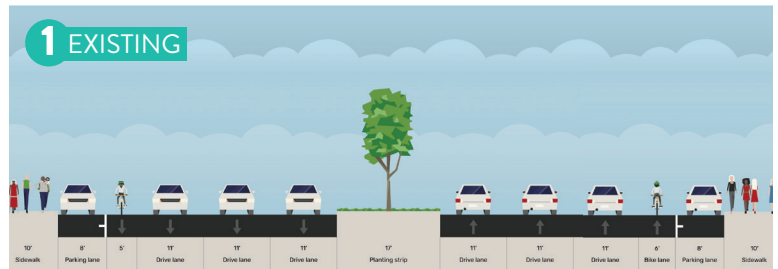 1 EXISTING
10' 8' 5' 11' 11' 11' 17' 11' 11' 11' 6' 8' 10'
Sidewalk Parking lane Drive lane Drive lane Drive lane Planting strip Drive lane Drive lane Drive lane Bike lane Parking lane Sidewalk